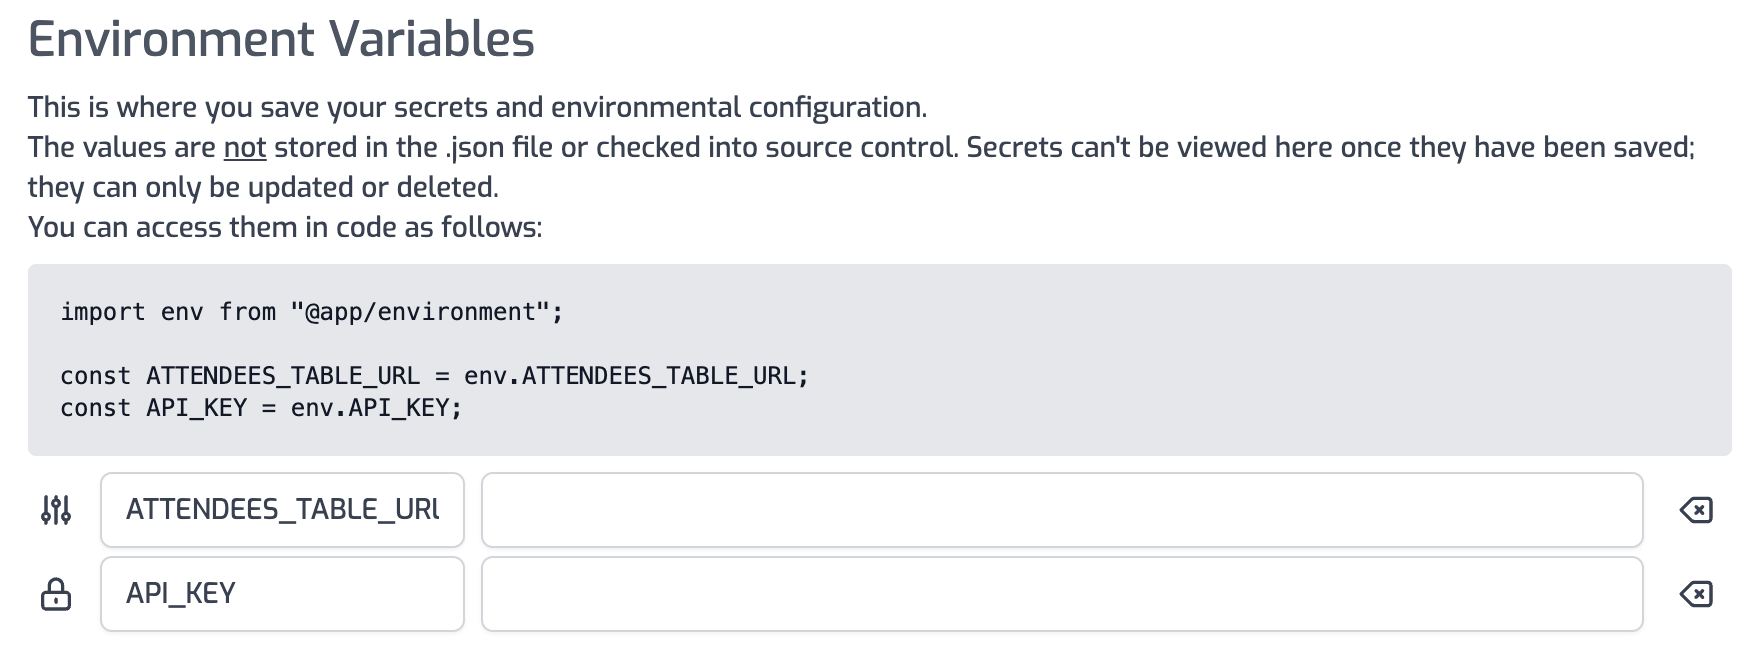 Environment Variables
This is where you save your secrets and environmental configuration.
The values are not stored in the .json file or checked into source control. Secrets can't be viewed here once they have been saved;
they can only be updated or deleted.
You can access them in code as follows:
import env from "@app/environment";
const ATTENDEES_TABLE_URL = env.ATTENDEES_TABLE_URL;
const API_KEY = env.API_KEY;
ATTENDEES_TABLE_URL
API_KEY